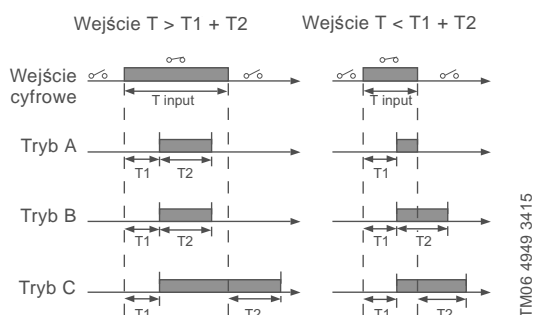 Wejście T > T1 + T2
Wejście T < T1 + T2
Wejście
cyfrowe
T input
T input
Tryb A
T1
T2
T1
Tryb B
T1
T2
T1
T2
Tryb C
T1
T2
T1
T2
TM06 4949 3415